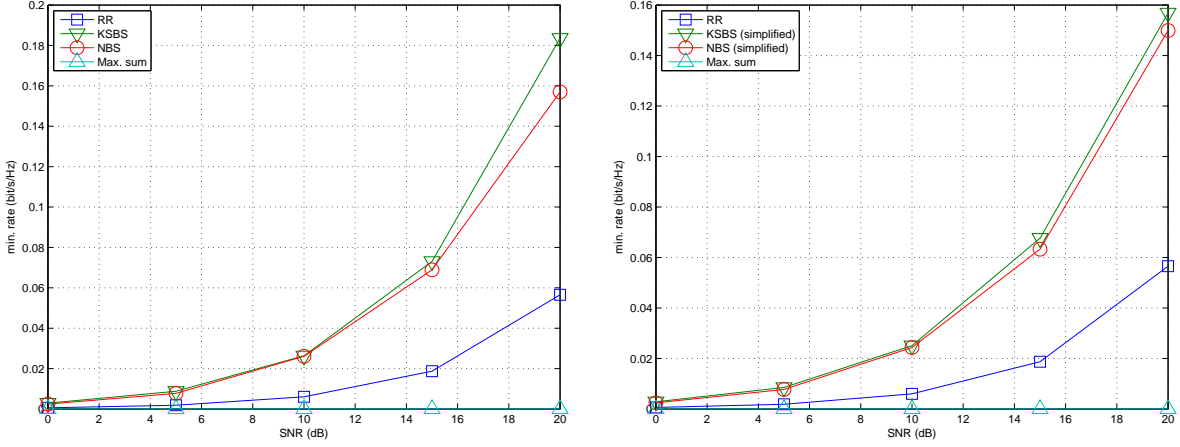 RR
KSBS
NBS
Max. sum
0.2
0.18
0.16
0.14
0.12
0.1
0.08
0.06
0.04
0.02
0
min. rate (bit/s/Hz)
0 2 4 6 8 10 12 14 16 18 20
SNR (dB)
RR
KSBS (simplified)
NBS (simplified)
Max. sum
0.16
0.14
0.12
0.10
0.08
0.06
0.04
0.02
0
min. rate (bit/s/Hz)
0 2 4 6 8 10 12 14 16 18 20
SNR (dB)